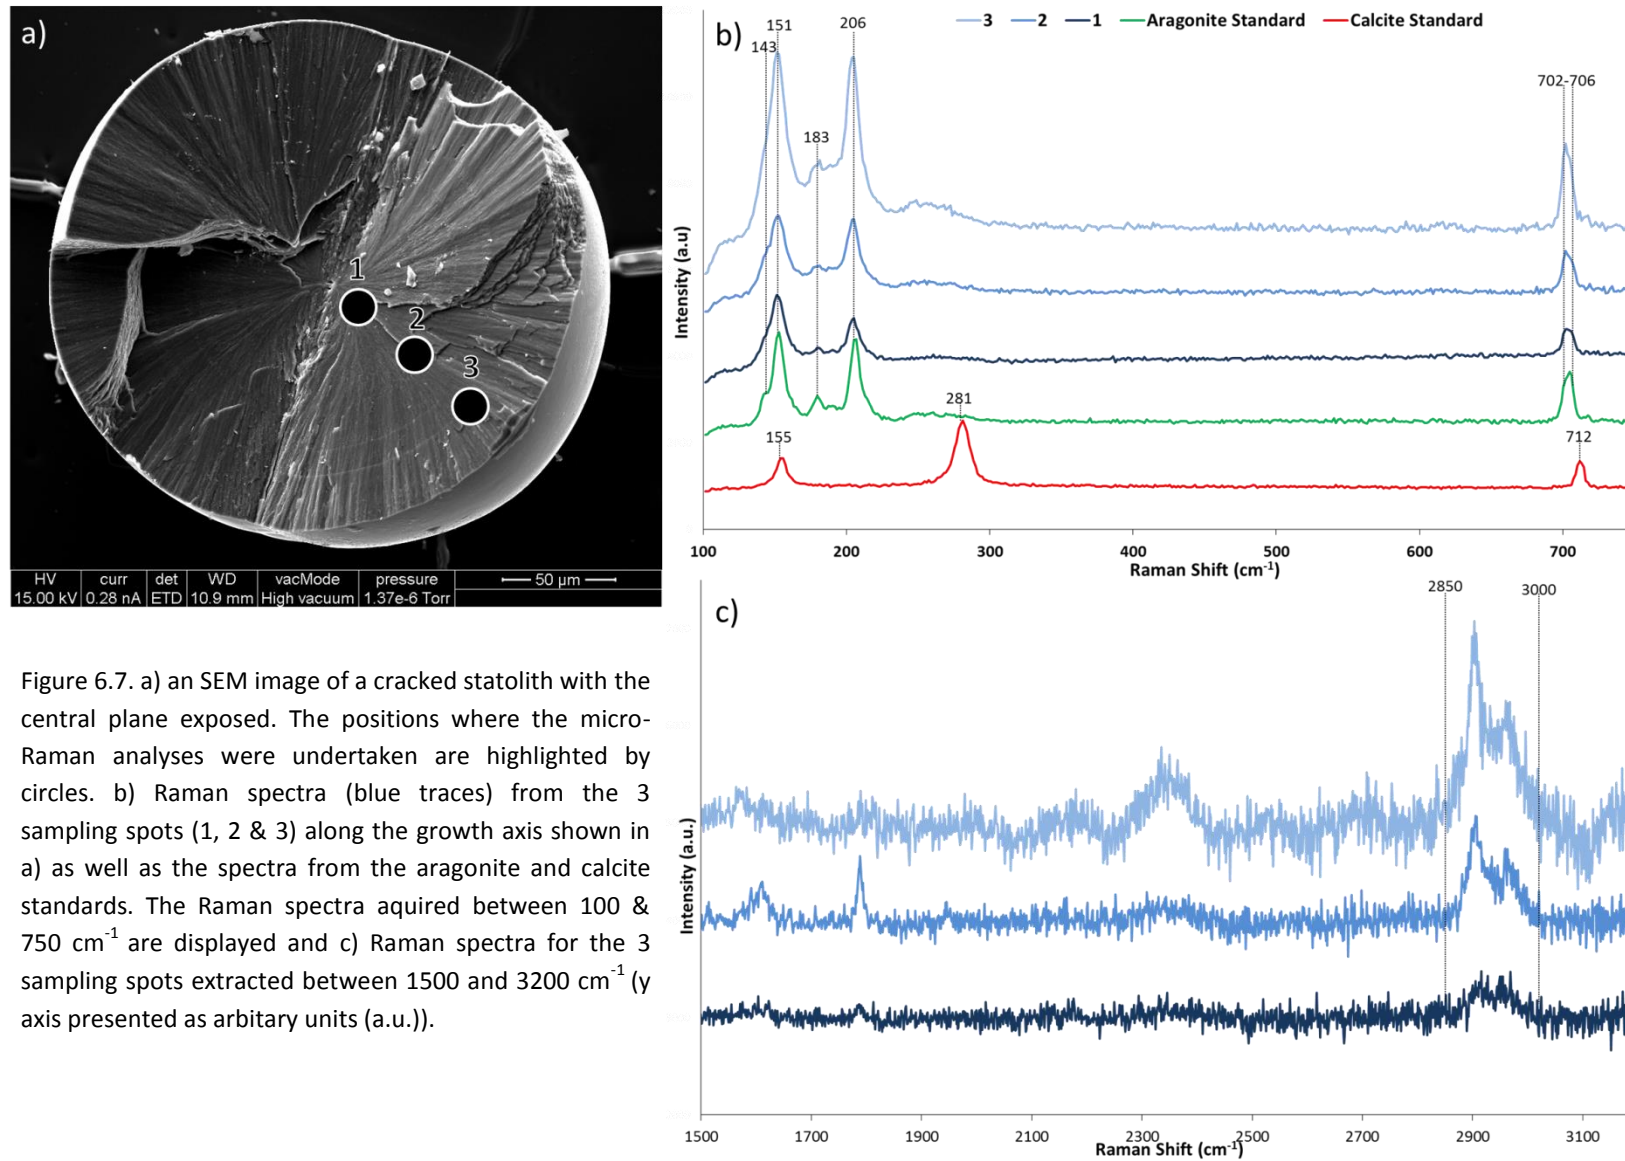 a)
1
2
3
HV curr det WD vacMode pressure 50 µm
15.00 kV 0.28 nA ETD 10.9 mm High vacuum 1.37e-6 Torr
b)
3 2 1 Aragonite Standard Calcite Standard
151
206
143
183
702-706
281
155
712
Intensity (a.u)
100 200 300 400 500 600 700
Raman Shift (cm-1)
c)
2850
3000
Intensity (a.u.)
1500 1700 1900 2100 2300 2500 2700 2900 3100
Raman Shift (cm-1)
Figure 6.7. a) an SEM image of a cracked statolith with the
central plane exposed. The positions where the micro-
Raman analyses were undertaken are highlighted by
circles. b) Raman spectra (blue traces) from the 3
sampling spots (1, 2 & 3) along the growth axis shown in
a) as well as the spectra from the aragonite and calcite
standards. The Raman spectra aquired between 100 &
750 cm-1 are displayed and c) Raman spectra for the 3
sampling spots extracted between 1500 and 3200 cm-1 (y
axis presented as arbitary units (a.u.)).